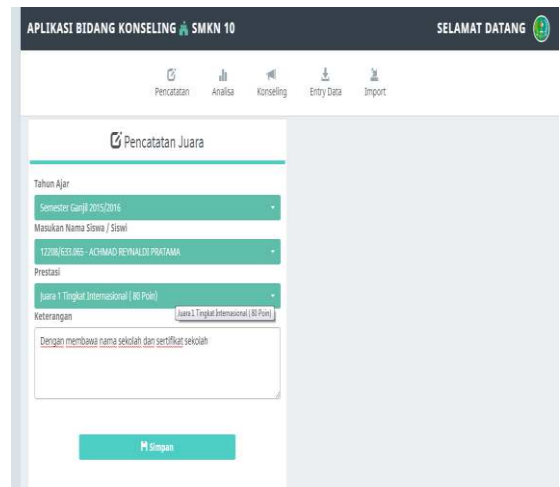 APLIKASI BIDANG KONSELING SMKN 10
SELAMAT DATANG
Pencatatan Analisa Konseling Entry Data Import
Pencatatan Juara
Tahun Ajar
Semester Ganjil 2015/2016
Masukan Nama Siswa / Siswi
12208/633.065 - ACHMAD REYNALDI PRATAMA
Prestasi
Juara 1 Tingkat Internasional ( 80 Poin)
Juara 1 Tingkat Internasional ( 80 Poin)
Keterangan
Dengan membawa nama sekolah dan sertifikat sekolah
Simpan